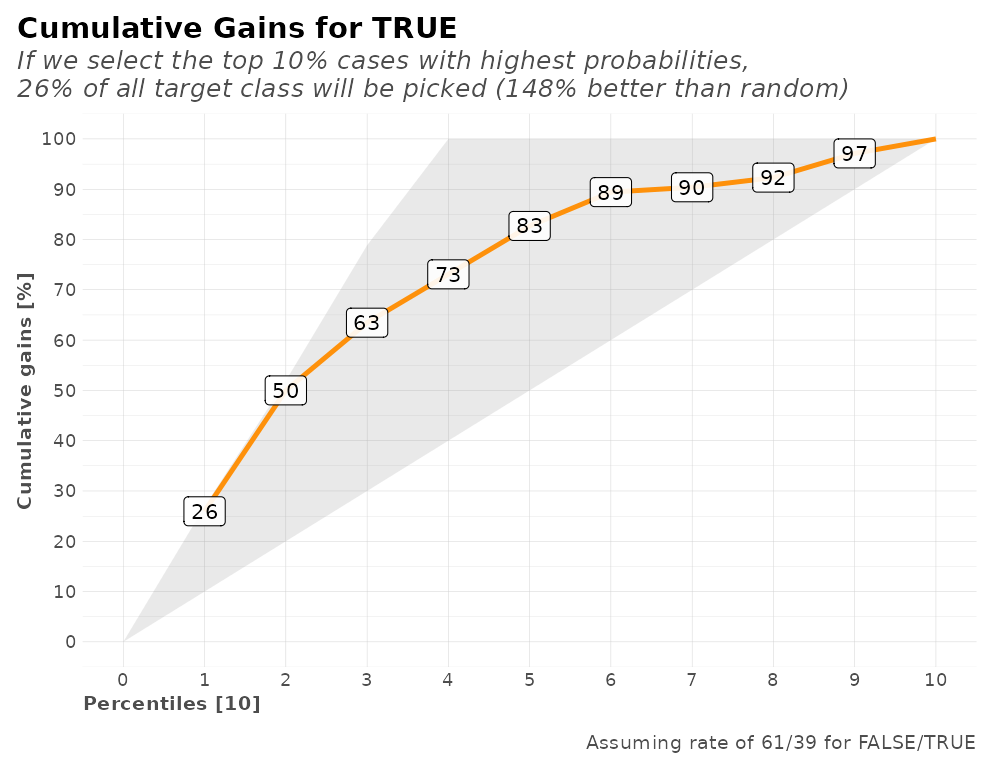 Cumulative Gains for TRUE
If we select the top 10% cases with highest probabilities,
26% of all target class will be picked (148% better than random)
Cumulative gains [%]
100
90
80
70
60
50
40
30
20
10
0
26
50
63
73
83
89
90
92
97
0 1 2 3 4 5 6 7 8 9 10
Percentiles [10]
Assuming rate of 61/39 for FALSE/TRUE